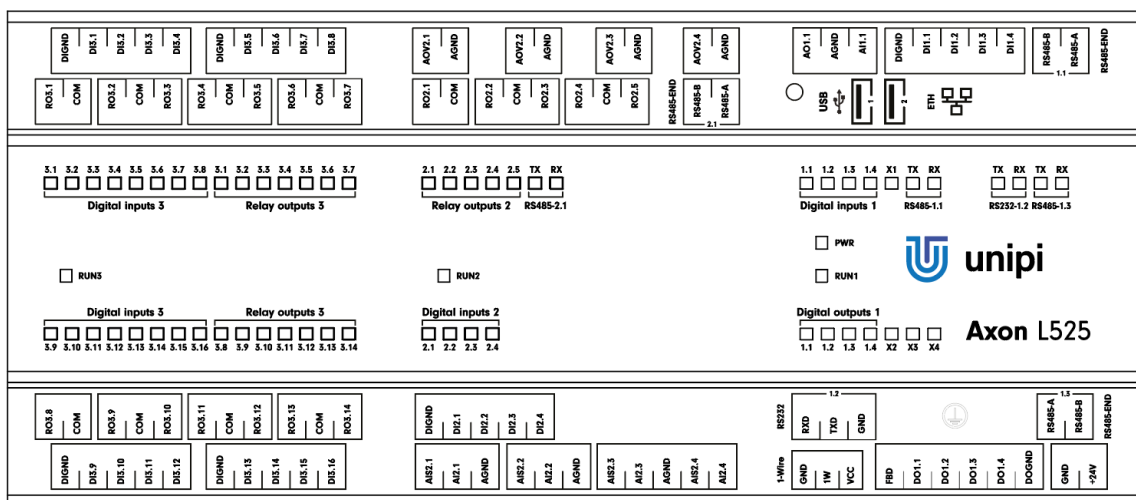 DIGND DI3.1 DI3.2 DI3.3 DI3.4 DIGND DI3.5 DI3.6 DI3.7 DI3.8 AOV2.1 AGND AOV2.2 AGND AOV2.3 AGND AOV2.4 AGND AO1.1 AGND AI1.1 DIGND DI1.1 DI1.2 DI1.3 DI1.4 RS485-B RS485-A RS485-END
1.1
RO3.1 COM RO3.2 COM RO3.3 RO3.4 COM RO3.5 RO3.6 COM RO3.7 RO2.1 COM RO2.2 COM RO2.3 RO2.4 COM RO2.5 RS485-END RS485-B RS485-A USB 1 2 ETH
2.1
3.1 3.2 3.3 3.4 3.5 3.6 3.7 3.8 3.1 3.2 3.3 3.4 3.5 3.6 3.7 2.1 2.2 2.3 2.4 2.5 TX RX 1.1 1.2 1.3 1.4 X1 TX RX TX RX TX RX
Digital inputs 3 Relay outputs 3 Relay outputs 2 RS485-2.1 Digital inputs 1 RS485-1.1 RS232-1.2 RS485-1.3
PWR
unipi
RUN3 RUN2 RUN1
Digital inputs 3 Relay outputs 3 Digital inputs 2 Digital outputs 1
Axon L525
3.9 3.10 3.11 3.12 3.13 3.14 3.15 3.16 3.8 3.9 3.10 3.11 3.12 3.13 3.14 2.1 2.2 2.3 2.4 1.1 1.2 1.3 1.4 X2 X3 X4
1.2 1.3
RO3.8 COM RO3.9 COM RO3.10 RO3.11 COM RO3.12 RO3.13 COM RO3.14 DIGND DI2.1 DI2.2 DI2.3 DI2.4 RS232 RXD TXD GND RS485-A RS485-B RS485-END
DIGND DI3.9 DI3.10 DI3.11 DI3.12 DIGND DI3.13 DI3.14 DI3.15 DI3.16 AIS2.1 AI2.1 AGND AIS2.2 AI2.2 AGND AIS2.3 AI2.3 AGND AIS2.4 AI2.4 1-Wire GND 1W VCC FBD DO1.1 DO1.2 DO1.3 DO1.4 DOGND GND +24V